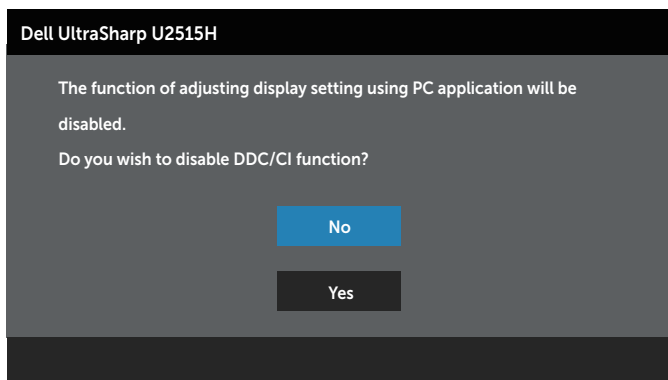 Dell UltraSharp U2515H
The function of adjusting display setting using PC application will be
disabled.
Do you wish to disable DDC/CI function?
No
Yes